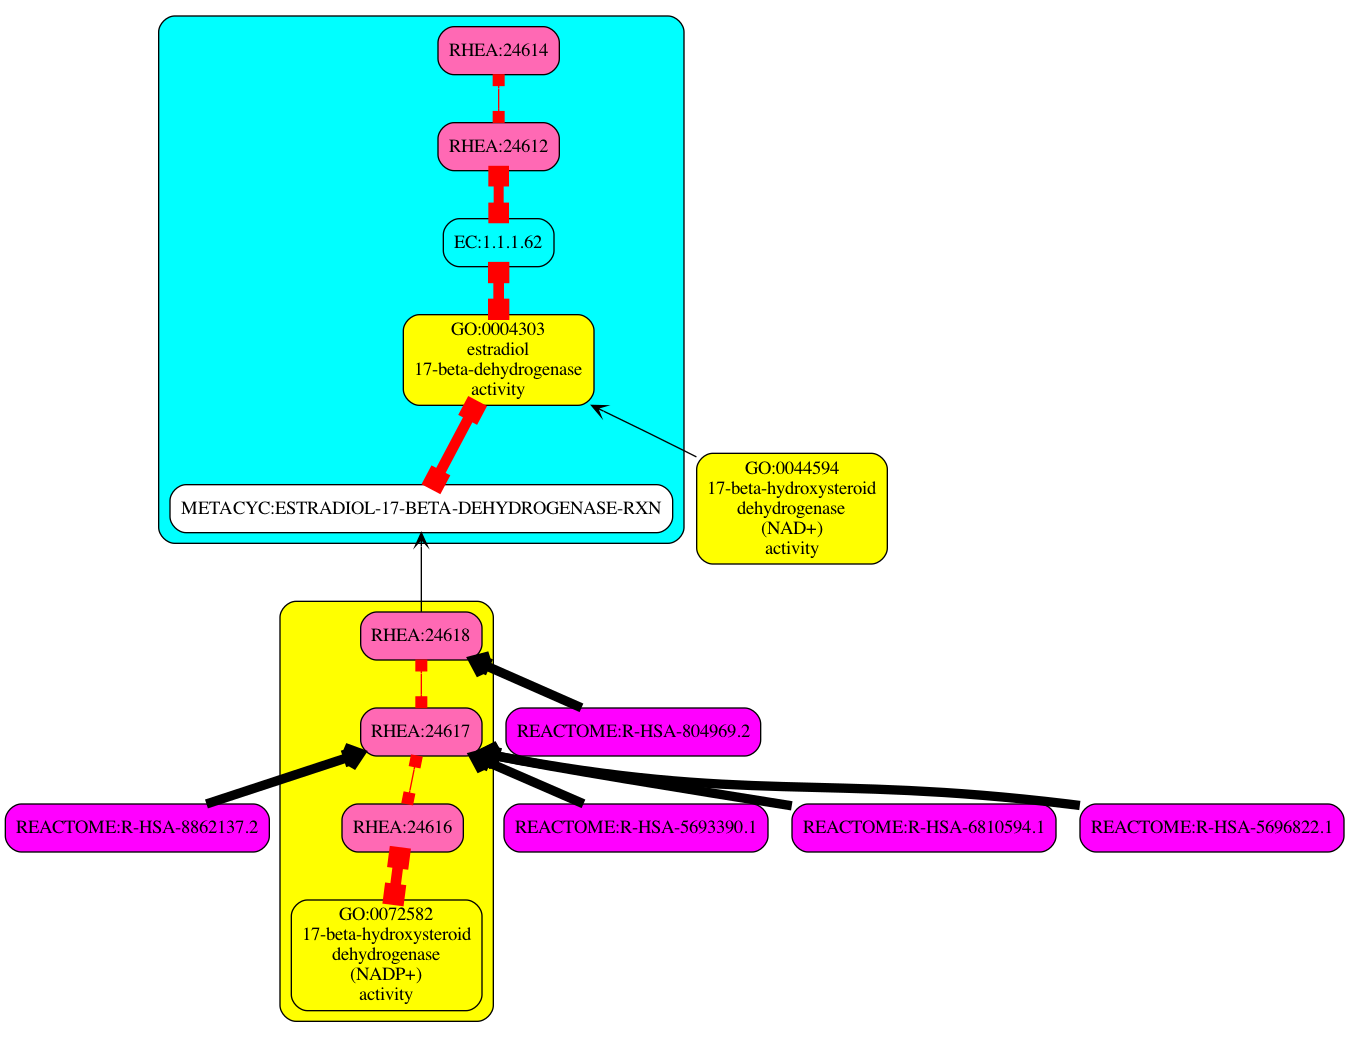 RHEA:24614
RHEA:24612
EC:1.1.1.62
GO:0004303
estradiol
17-beta-dehydrogenase
activity
GO:0044594
17-beta-hydroxysteroid
dehydrogenase
(NAD+)
activity
METACYC:ESTRADIOL-17-BETA-DEHYDROGENASE-RXN
RHEA:24618
RHEA:24617
REACTOME:R-HSA-804969.2
REACTOME:R-HSA-8862137.2
RHEA:24616
REACTOME:R-HSA-5693390.1
REACTOME:R-HSA-6810594.1
REACTOME:R-HSA-5696822.1
GO:0072582
17-beta-hydroxysteroid
dehydrogenase
(NADP+)
activity